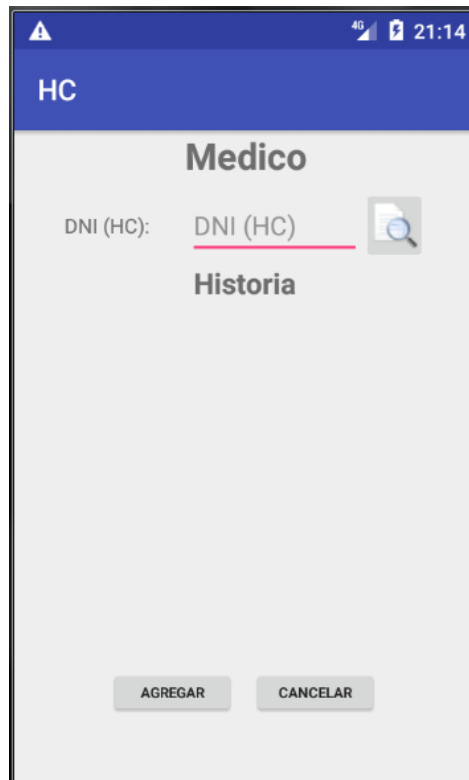 4G 21:14
HC
Medico
DNI (HC): DNI (HC)
Historia
AGREGAR CANCELAR